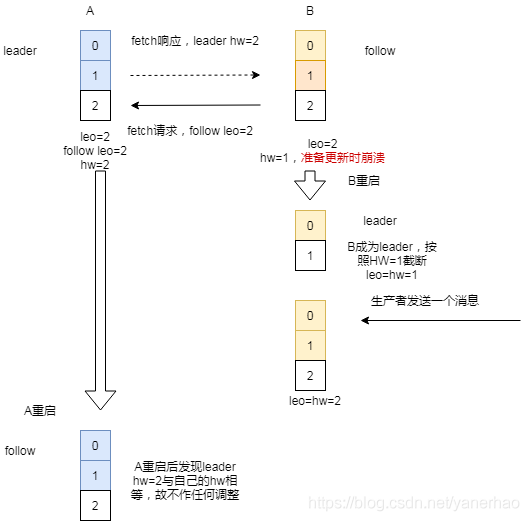 A
B
leader
follow
0
1
2
fetch响应，leader hw=2
fetch请求，follow leo=2
0
1
2
leo=2
follow leo=2
hw=2
leo=2
hw=1，准备更新时崩溃
B重启
leader
0
1
B成为leader，按
照HW=1截断
leo=hw=1
生产者发送一个消息
0
1
2
leo=hw=2
A重启
follow
0
1
2
A重启后发现leader
hw=2与自己的hw相
等，故不作任何调整
https://blog.csdn.net/yanerhao